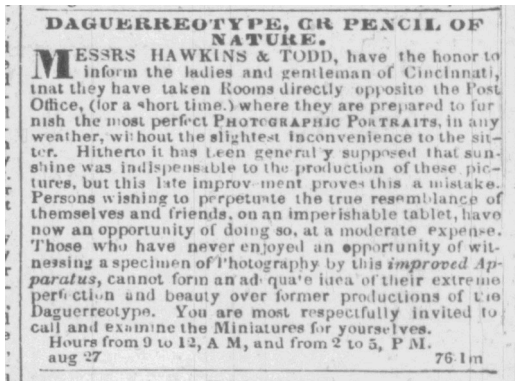 DAGUERREOTYPE, OR PENCIL OF
NATURE.
MESSRS HAWKINS & TODD, have the honor to
inform the ladies and gentleman of Cincinnati,
tnat they have taken Rooms directly opposite the Post
Office, (for a short time.) where they are prepared to fur
nish the most perfect PHOTOGRAPHIC PORTRAITS, in any
weather, without the slightest inconvenience to the sit-
ter. Hitherto it has been general y supposed that sun-
shine was indispensable to the production of these pic-
tures, but this late improv ment proves this a mistake.
Persons wishing to perpetuate the true resemblance of
themselves and friends, on an imperishable tablet, have
now an opportunity of doing so, at a moderate expense.
Those who have never enjoyed an opportunity of wit-
nessing a specimen of Photography by this improved Ap-
paratus, cannot form an ad qua'e idea of their extreme
perfection and beauty over former productions of the
Daguerreotype. You are most respectfully invited to
call and examine the Miniatures for yourselves.
Hours from 9 to 12, A M, and from 2 to 5, P M.
aug 27 76 1m